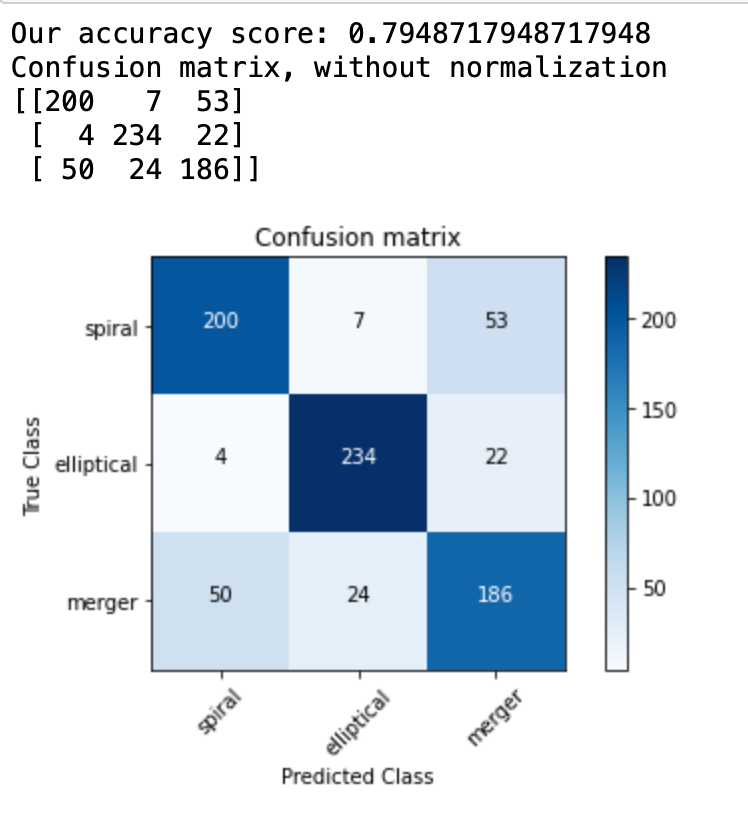 Our accuracy score: 0.7948717948717948
Confusion matrix, without normalization
[[200   7  53]
 [  4 234  22]
 [ 50  24 186]]
Confusion matrix
spiral 200 7 53
elliptical 4 234 22
merger 50 24 186
True Class
spiral elliptical merger
Predicted Class
200
150
100
50